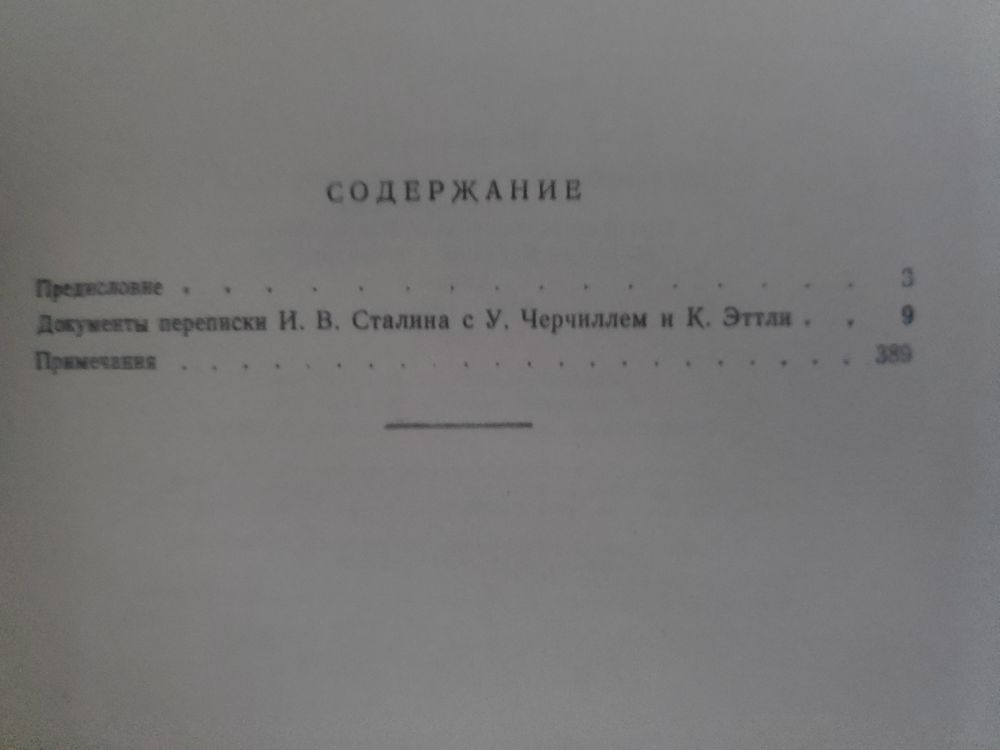 СОДЕРЖАНИЕ
Предисловие . . . . . . . . . . . . . . . . 3
Документы переписки И. В. Сталина с У. Черчиллем и К. Эттли . . 9
Примечания . . . . . . . . . . . . . . . . . . . . . . 389